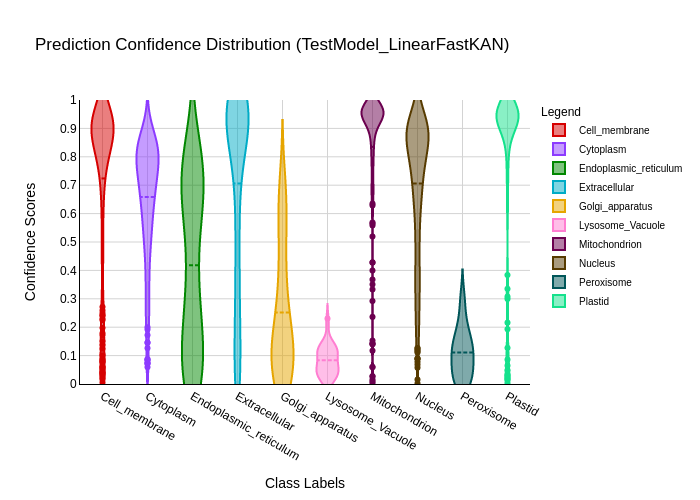 Prediction Confidence Distribution (TestModel_LinearFastKAN)
Confidence Scores
1
0.9
0.8
0.7
0.6
0.5
0.4
0.3
0.2
0.1
0
Cell_membrane
Cytoplasm
Endoplasmic_reticulum
Extracellular
Golgi_apparatus
Lysosome_Vacuole
Mitochondrion
Nucleus
Peroxisome
Plastid
Class Labels
Legend
Cell_membrane
Cytoplasm
Endoplasmic_reticulum
Extracellular
Golgi_apparatus
Lysosome_Vacuole
Mitochondrion
Nucleus
Peroxisome
Plastid